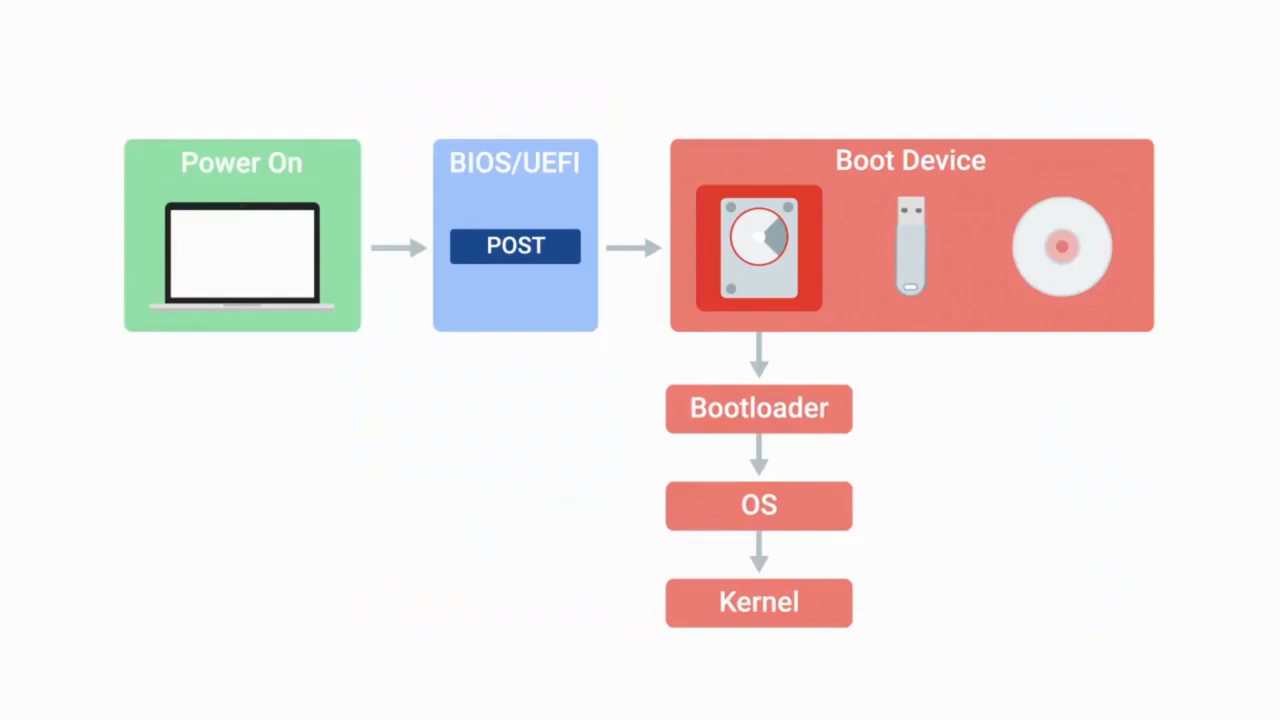 Power On
BIOS/UEFI
POST
Boot Device
Bootloader
OS
Kernel